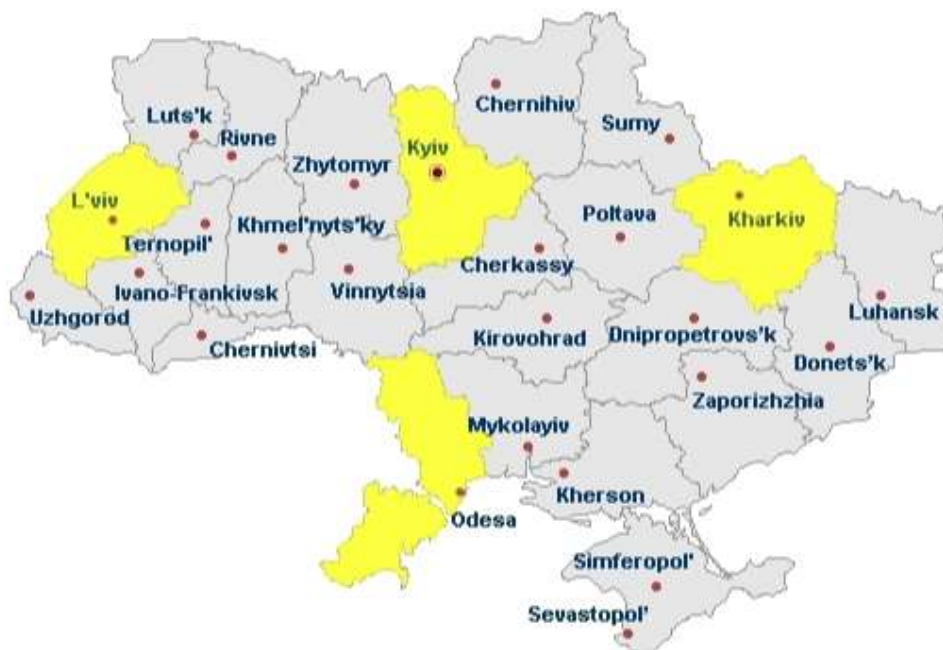 Chernihiv
Luts'k
Sumy
Rivne
Kyiv
Zhytomyr
L'viv
Poltava
Kharkiv
Khmel'nyts'ky
Ternopil'
Cherkassy
Ivano-Frankivsk
Vinnytsia
Luhansk
Uzhgorod
Kirovohrad
Dnipropetrovs'k
Chernivtsi
Donets'k
Zaporizhzhia
Mykolayiv
Kherson
Odesa
Simferopol'
Sevastopol'